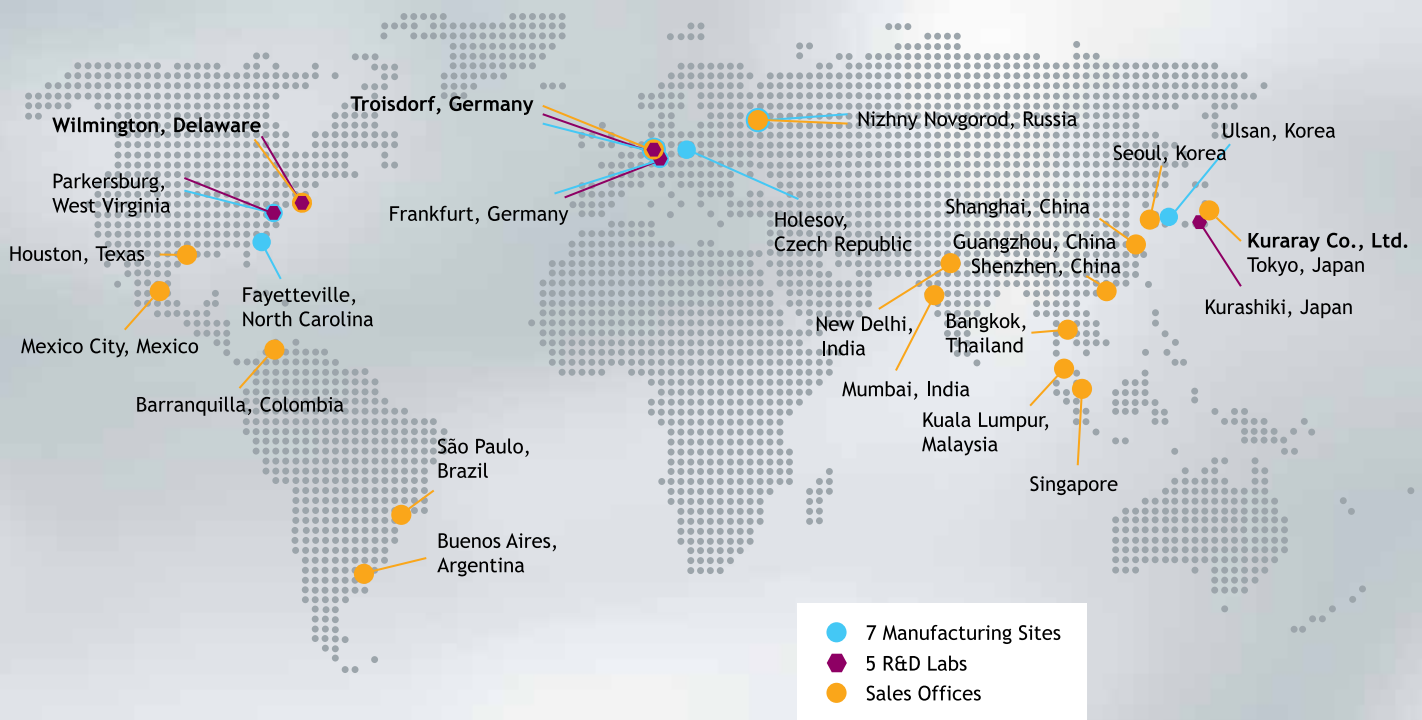 Troisdorf, Germany
Wilmington, Delaware
Nizhny Novgorod, Russia
Ulsan, Korea
Seoul, Korea
Parkersburg,
West Virginia
Frankfurt, Germany
Holesov,
Czech Republic
Shanghai, China
Guangzhou, China
Shenzhen, China
Kuraray Co., Ltd.
Tokyo, Japan
Houston, Texas
Fayetteville,
North Carolina
Kurashiki, Japan
New Delhi,
India
Bangkok,
Thailand
Mexico City, Mexico
Mumbai, India
Barranquilla, Colombia
Kuala Lumpur,
Malaysia
São Paulo,
Brazil
Singapore
Buenos Aires,
Argentina
7 Manufacturing Sites
5 R&D Labs
Sales Offices